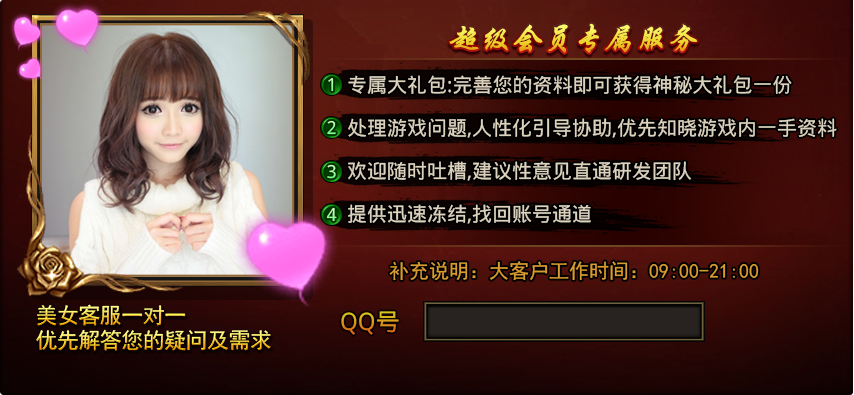 超级会员专属服务
1 专属大礼包:完善您的资料即可获得神秘大礼包一份
2 处理游戏问题,人性化引导协助,优先知晓游戏内一手资料
3 欢迎随时吐槽,建议性意见直通研发团队
4 提供迅速冻结,找回账号通道
补充说明：大客户工作时间：09:00-21:00
美女客服一对一
优先解答您的疑问及需求
QQ号